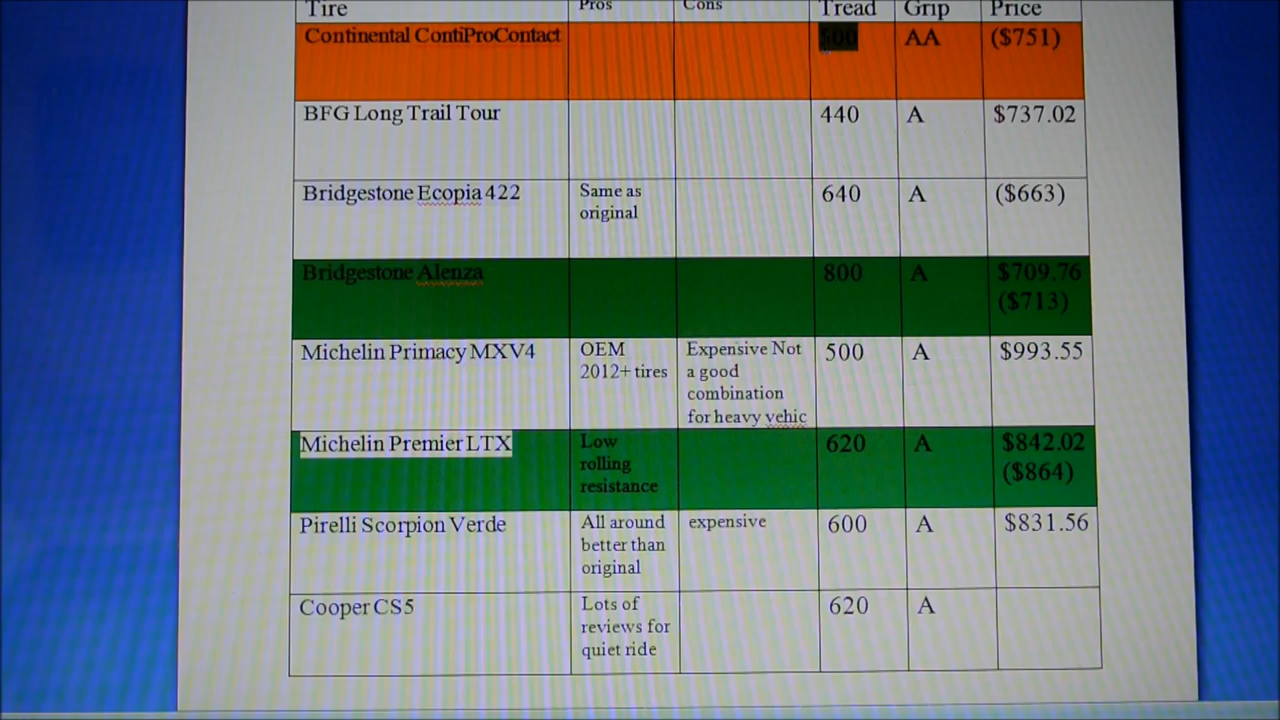 Tire Pros Cons Tread Grip Price
Continental ContiProContact AA ($751)
BFG Long Trail Tour 440 A $737.02
Bridgestone Ecopia 422 Same as original 640 A ($663)
Bridgestone Alenza 800 A $709.76 ($713)
Michelin Primacy MXV4 OEM 2012+ tires Expensive Not a good combination for heavy vehic 500 A $993.55
Michelin Premier LTX Low rolling resistance 620 A $842.02 ($864)
Pirelli Scorpion Verde All around better than original expensive 600 A $831.56
Cooper CS5 Lots of reviews for quiet ride 620 A